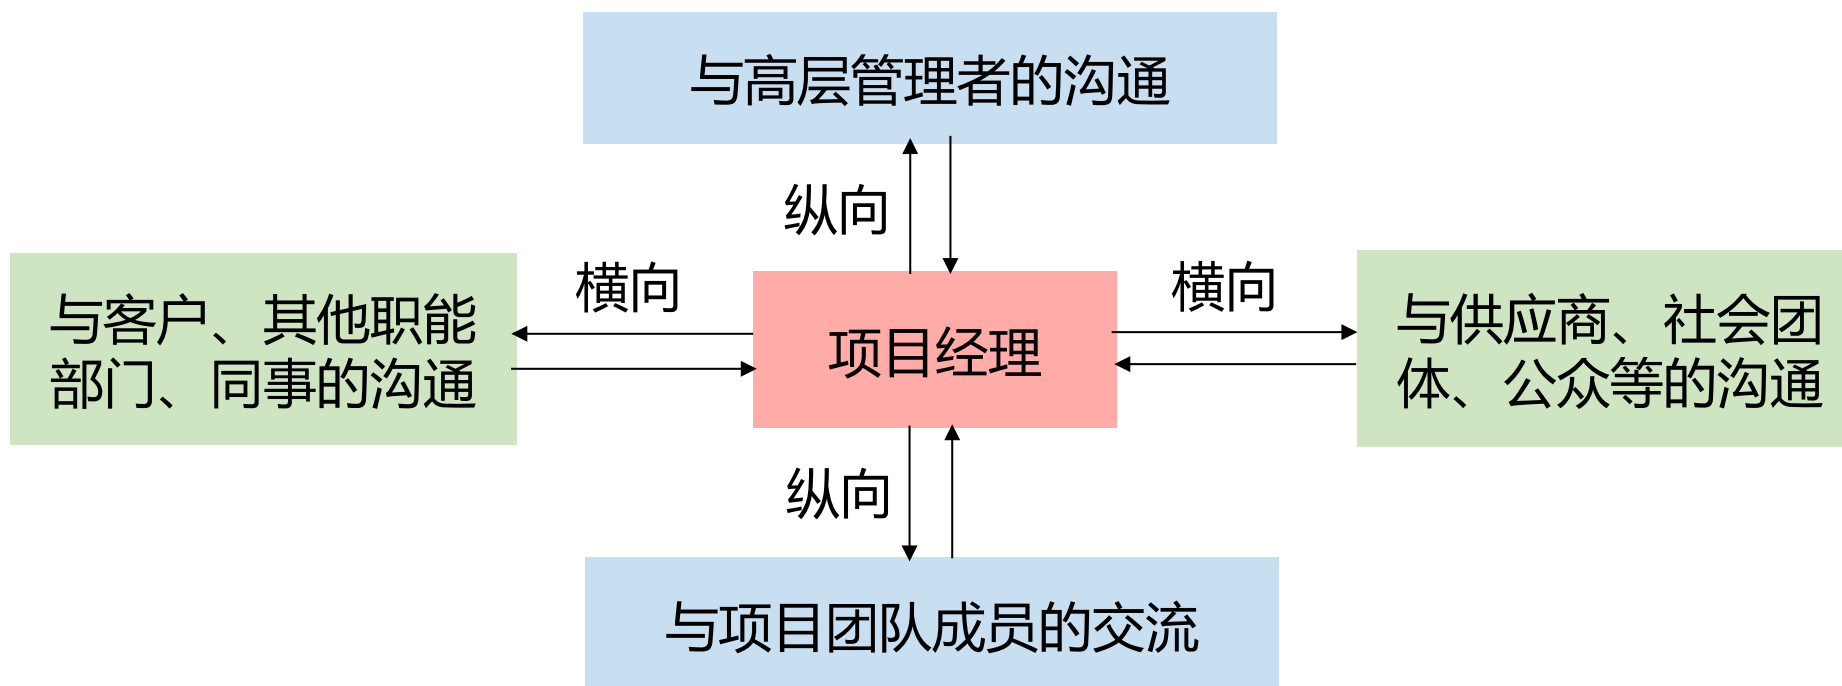 与高层管理者的沟通
纵向
横向
横向
与客户、其他职能
部门、同事的沟通
项目经理
与供应商、社会团
体、公众等的沟通
纵向
与项目团队成员的交流